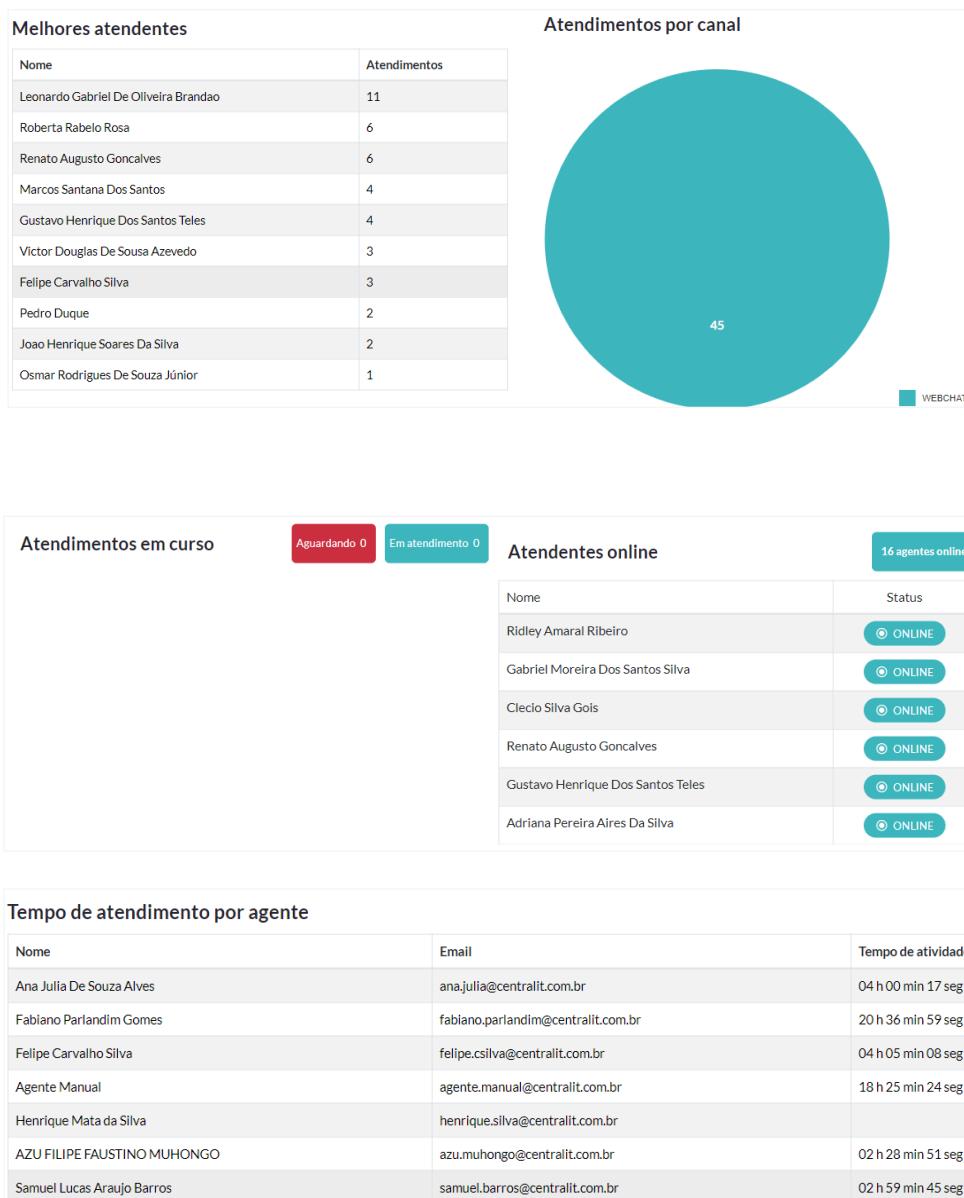 Melhores atendentes
Nome Atendimentos
Leonardo Gabriel De Oliveira Brandao 11
Roberta Rabelo Rosa 6
Renato Augusto Goncalves 6
Marcos Santana Dos Santos 4
Gustavo Henrique Dos Santos Teles 4
Victor Douglas De Sousa Azevedo 3
Felipe Carvalho Silva 3
Pedro Duque 2
Joao Henrique Soares Da Silva 2
Osmar Rodrigues De Souza Júnior 1
Atendimentos por canal
45
WEBCHAT
Atendimentos em curso
Aguardando 0
Em atendimento 0
Atendentes online
16 agentes online
Nome Status
Ridley Amaral Ribeiro ONLINE
Gabriel Moreira Dos Santos Silva ONLINE
Clecio Silva Gois ONLINE
Renato Augusto Goncalves ONLINE
Gustavo Henrique Dos Santos Teles ONLINE
Adriana Pereira Aires Da Silva ONLINE
Tempo de atendimento por agente
Nome Email Tempo de atividad
Ana Julia De Souza Alves ana.julia@centralit.com.br 04 h 00 min 17 seg
Fabiano Parlandim Gomes fabiano.parlandim@centralit.com.br 20 h 36 min 59 seg
Felipe Carvalho Silva felipe.csilva@centralit.com.br 04 h 05 min 08 seg
Agente Manual agente.manual@centralit.com.br 18 h 25 min 24 seg
Henrique Mata da Silva henrique.silva@centralit.com.br
AZU FILIPE FAUSTINO MUHONGO azu.muhongo@centralit.com.br 02 h 28 min 51 seg
Samuel Lucas Araujo Barros samuel.barros@centralit.com.br 02 h 59 min 45 seg